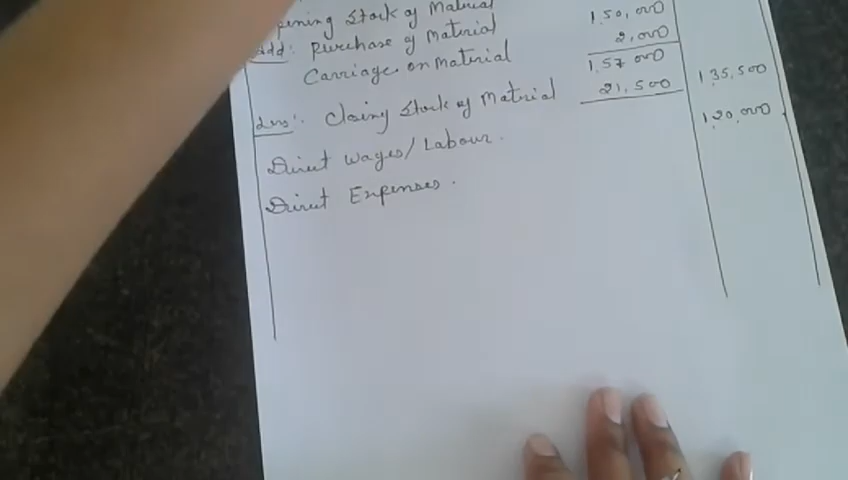 pening Stock of Material
Add: Purchase of Material 1,50,000
Carriage on Material 2,000
1,57,000
Less: Closing Stock of Material 21,500 1,35,500
Direct Wages/Labour. 1,20,000
Direct Expenses.